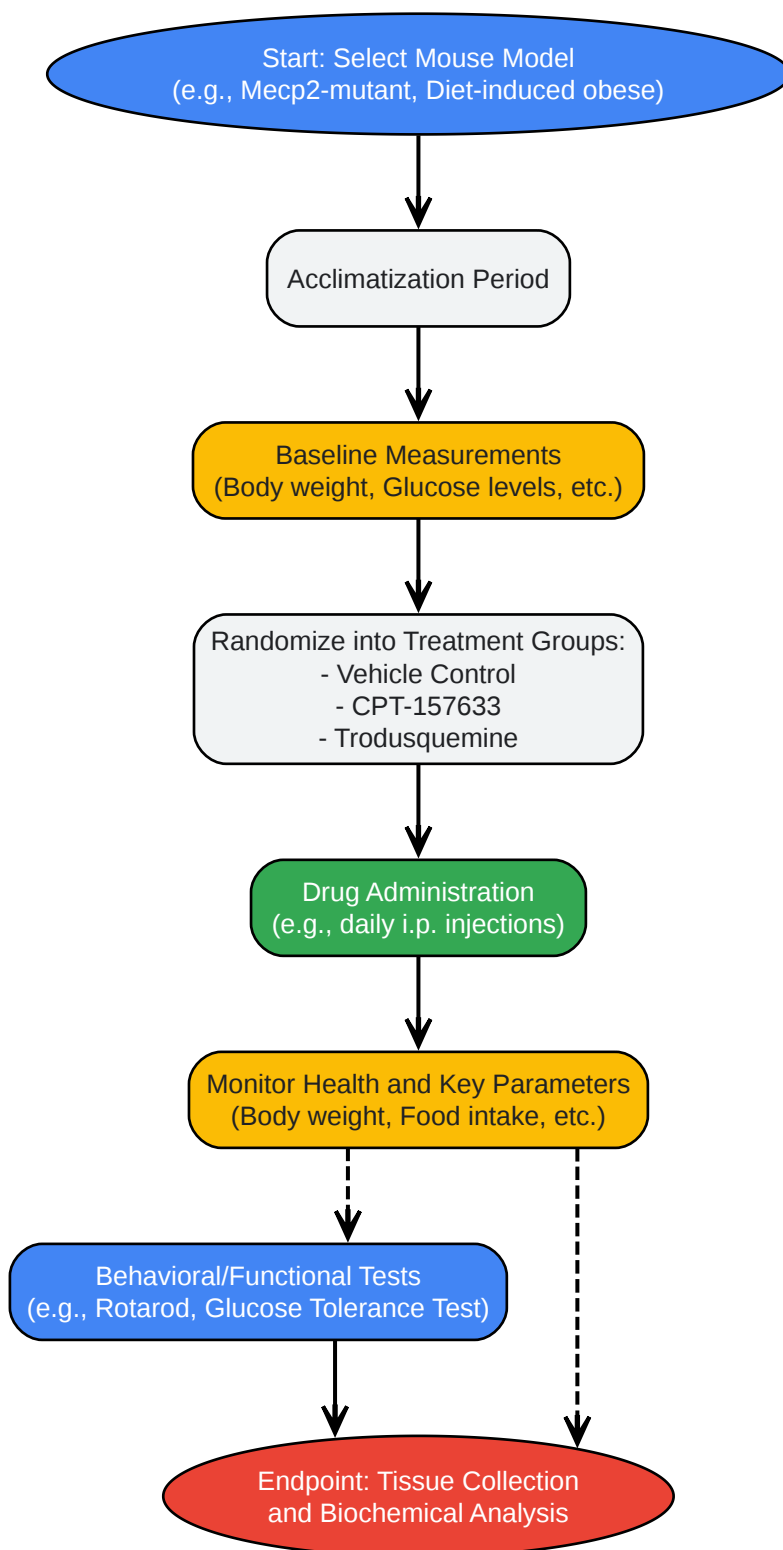 Start: Select Mouse Model
(e.g., Mecp2-mutant, Diet-induced obese)
Acclimatization Period
Baseline Measurements
(Body weight, Glucose levels, etc.)
Randomize into Treatment Groups:
- Vehicle Control
- CPT-157633
- Trodusquemine
Drug Administration
(e.g., daily i.p. injections)
Monitor Health and Key Parameters
(Body weight, Food intake, etc.)
Behavioral/Functional Tests
(e.g., Rotarod, Glucose Tolerance Test)
Endpoint: Tissue Collection
and Biochemical Analysis